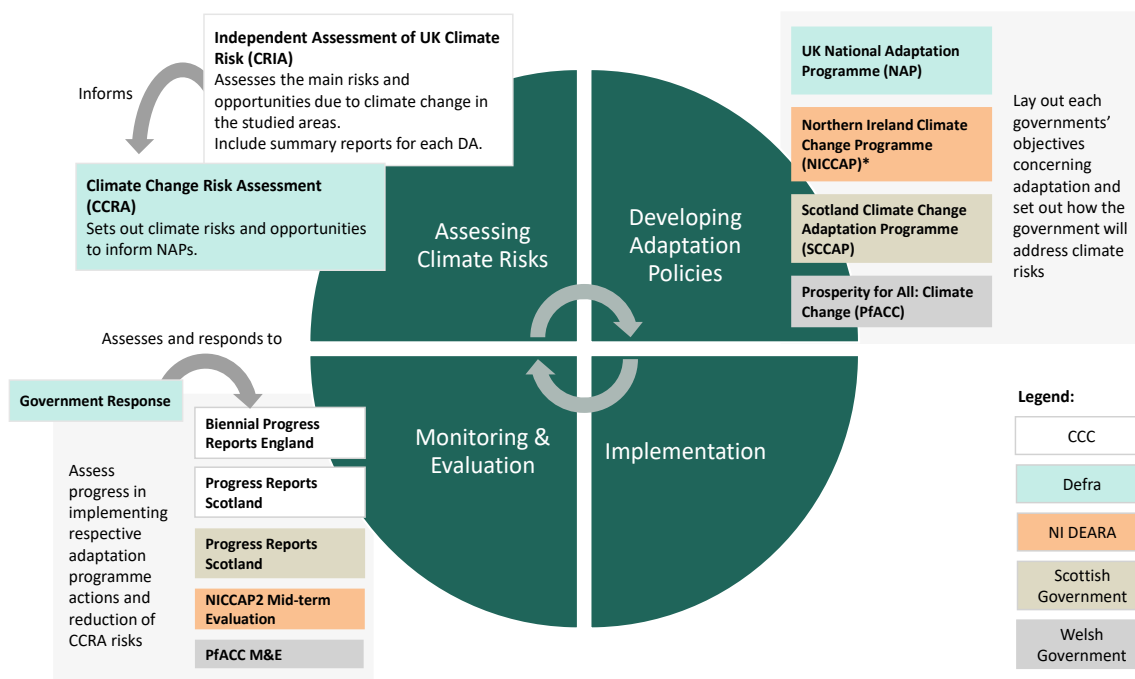 Independent Assessment of UK Climate
Risk (CRIA)
Assesses the main risks and
opportunities due to climate change in
the studied areas.
Include summary reports for each DA.
Informs
Climate Change Risk Assessment
(CCRA)
Sets out climate risks and opportunities
to inform NAPs.
Assessing
Climate Risks
Developing
Adaptation
Policies
UK National Adaptation
Programme (NAP)
Northern Ireland Climate
Change Programme
(NICCAP)*
Scotland Climate Change
Adaptation Programme
(SCCAP)
Prosperity for All: Climate
Change (PfACC)
Lay out each
governments’
objectives
concerning
adaptation and
set out how the
government will
address climate
risks
Assesses and responds to
Government Response
Assess
progress in
implementing
respective
adaptation
programme
actions and
reduction of
CCRA risks
Biennial Progress
Reports England
Progress Reports
Scotland
Progress Reports
Scotland
NICCAP2 Mid-term
Evaluation
PfACC M&E
Monitoring &
Evaluation
Implementation
Legend:
CCC
Defra
NI DEARA
Scottish
Government
Welsh
Government